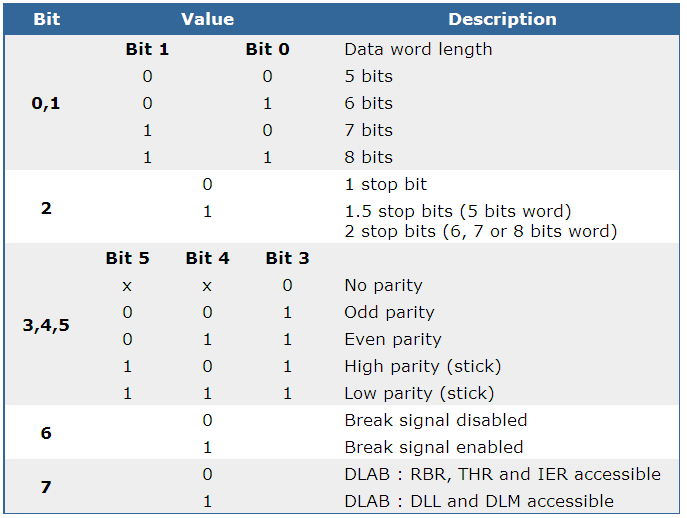 Bit Value Description
Bit 1 Bit 0 Data word length
0 0 5 bits
0 1 6 bits
0,1
1 0 7 bits
1 1 8 bits
0 1 stop bit
2
1 1.5 stop bits (5 bits word)
2 stop bits (6, 7 or 8 bits word)
Bit 5 Bit 4 Bit 3
x x 0 No parity
0 0 1 Odd parity
3,4,5
0 1 1 Even parity
1 0 1 High parity (stick)
1 1 1 Low parity (stick)
0 Break signal disabled
6
1 Break signal enabled
0 DLAB : RBR, THR and IER accessible
7
1 DLAB : DLL and DLM accessible